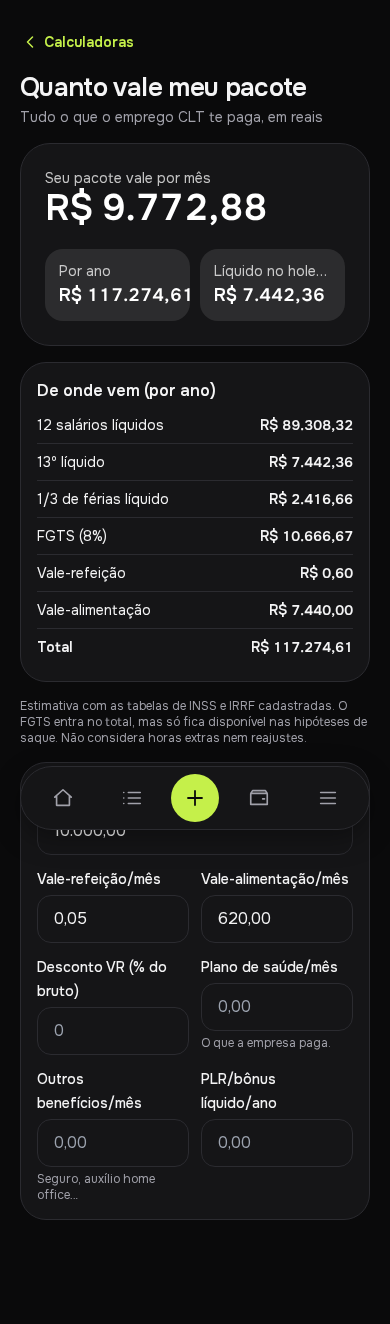 Calculadoras
Quanto vale meu pacote
Tudo o que o emprego CLT te paga, em reais
Seu pacote vale por mês
R$ 9.772,88
Por ano
R$ 117.274,61
Líquido no hole…
R$ 7.442,36
De onde vem (por ano)
12 salários líquidos R$ 89.308,32
13º líquido R$ 7.442,36
1/3 de férias líquido R$ 2.416,66
FGTS (8%) R$ 10.666,67
Vale-refeição R$ 0,60
Vale-alimentação R$ 7.440,00
Total R$ 117.274,61
Estimativa com as tabelas de INSS e IRRF cadastradas. O
FGTS entra no total, mas só fica disponível nas hipóteses de
saque. Não considera horas extras nem reajustes.
10.000,00
Vale-refeição/mês
0,05
Vale-alimentação/mês
620,00
Desconto VR (% do
bruto)
0
Plano de saúde/mês
0,00
O que a empresa paga.
Outros
benefícios/mês
0,00
Seguro, auxílio home
office…
PLR/bônus
líquido/ano
0,00